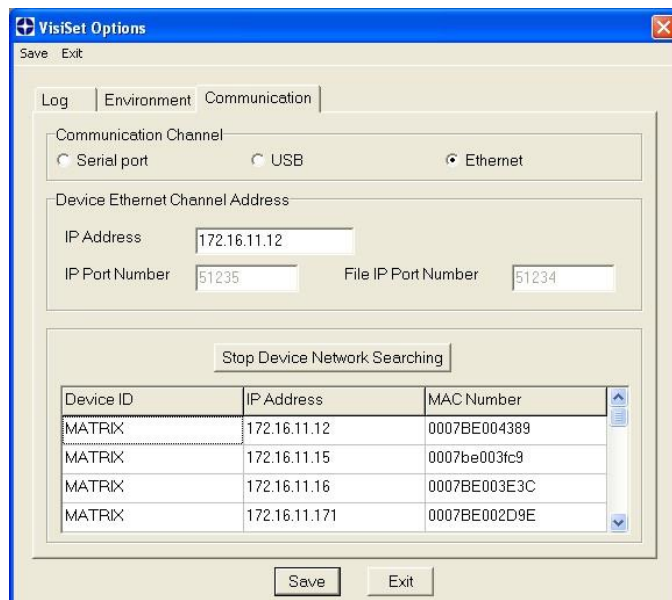 VisiSet Options
Save Exit
Log Environment Communication
Communication Channel
Serial port USB Ethernet
Device Ethernet Channel Address
IP Address 172.16.11.12
IP Port Number 51235 File IP Port Number 51234
Stop Device Network Searching
Device ID IP Address MAC Number
MATRIX 172.16.11.12 0007BE004389
MATRIX 172.16.11.15 0007be003fc9
MATRIX 172.16.11.16 0007BE003E3C
MATRIX 172.16.11.171 0007BE002D9E
Save Exit